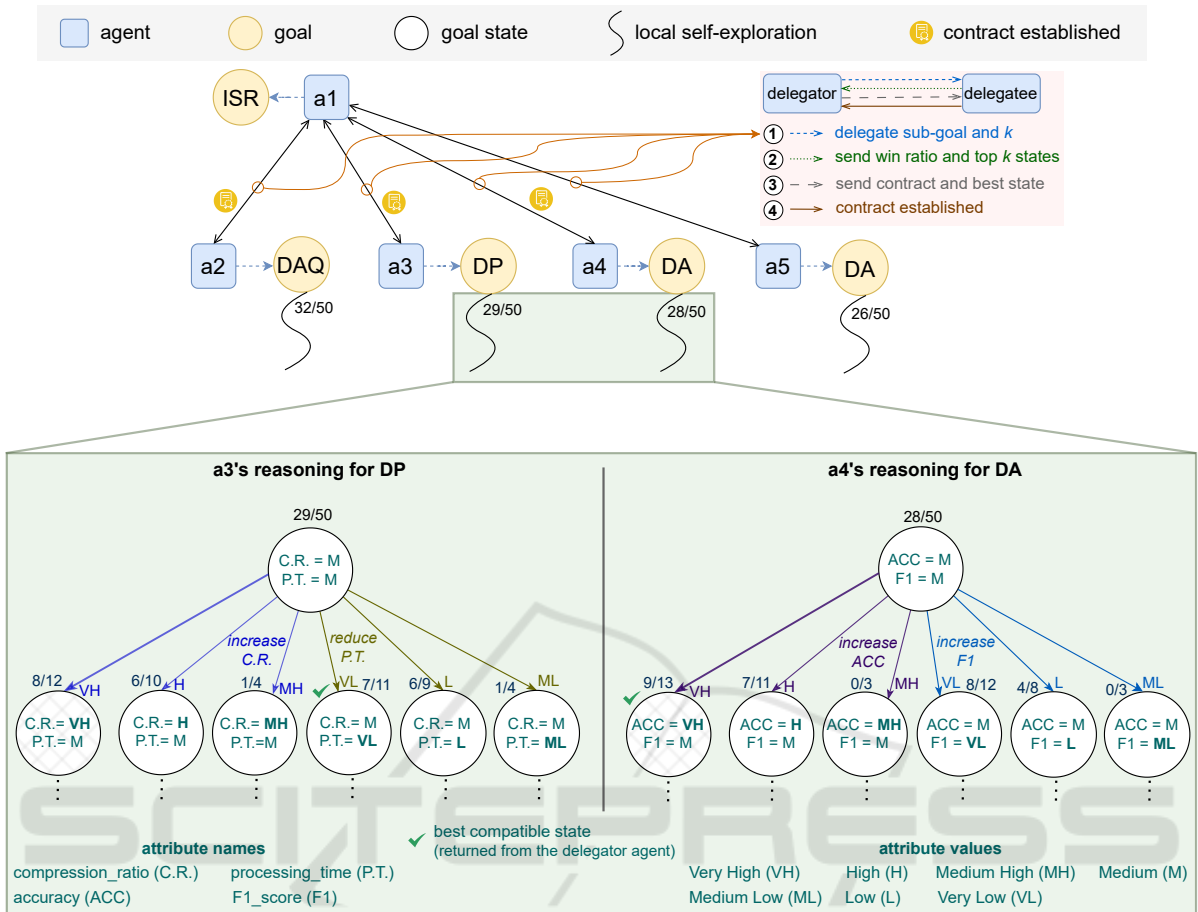 agent
goal
goal state
local self-exploration
contract established
ISR
a1
delegator
delegatee
1 delegate sub-goal and k
2 send win ratio and top k states
3 send contract and best state
4 contract established
a2
DAQ
a3
DP
a4
DA
a5
DA
32/50
29/50
28/50
26/50
a3's reasoning for DP
29/50
C.R. = M
P.T. = M
increase
C.R.
reduce
P.T.
8/12
VH
6/10
H
1/4
MH
VL
7/11
6/9
L
1/4
ML
C.R.= VH
P.T.= M
C.R.= H
P.T.= M
C.R.= MH
P.T.=M
C.R.= M
P.T.= VL
C.R.= M
P.T.= L
C.R.= M
P.T.= ML
a4's reasoning for DA
28/50
ACC = M
F1 = M
increase
ACC
increase
F1
9/13
VH
7/11
H
0/3
MH
VL
8/12
4/8
L
0/3
ML
ACC = VH
F1 = M
ACC = H
F1 = M
ACC = MH
F1 = M
ACC = M
F1 = VL
ACC = M
F1 = L
ACC = M
F1 = ML
SCITEPRESS
best compatible state
(returned from the delegator agent)
attribute names
compression_ratio (C.R.)
processing_time (P.T.)
accuracy (ACC)
F1_score (F1)
attribute values
Very High (VH)
High (H)
Medium High (MH)
Medium (M)
Medium Low (ML)
Low (L)
Very Low (VL)